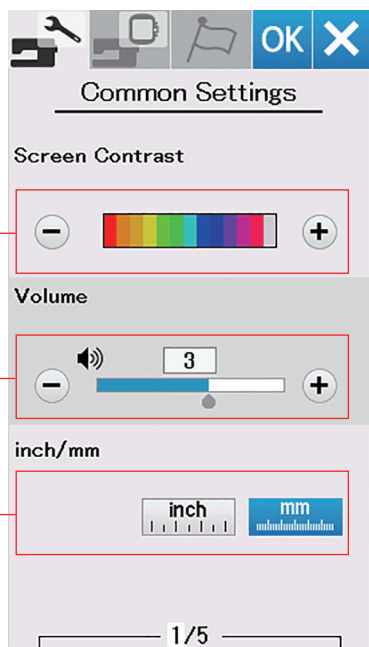 OK
Common Settings
Screen Contrast
Volume
3
inch/mm
inch mm
1/5